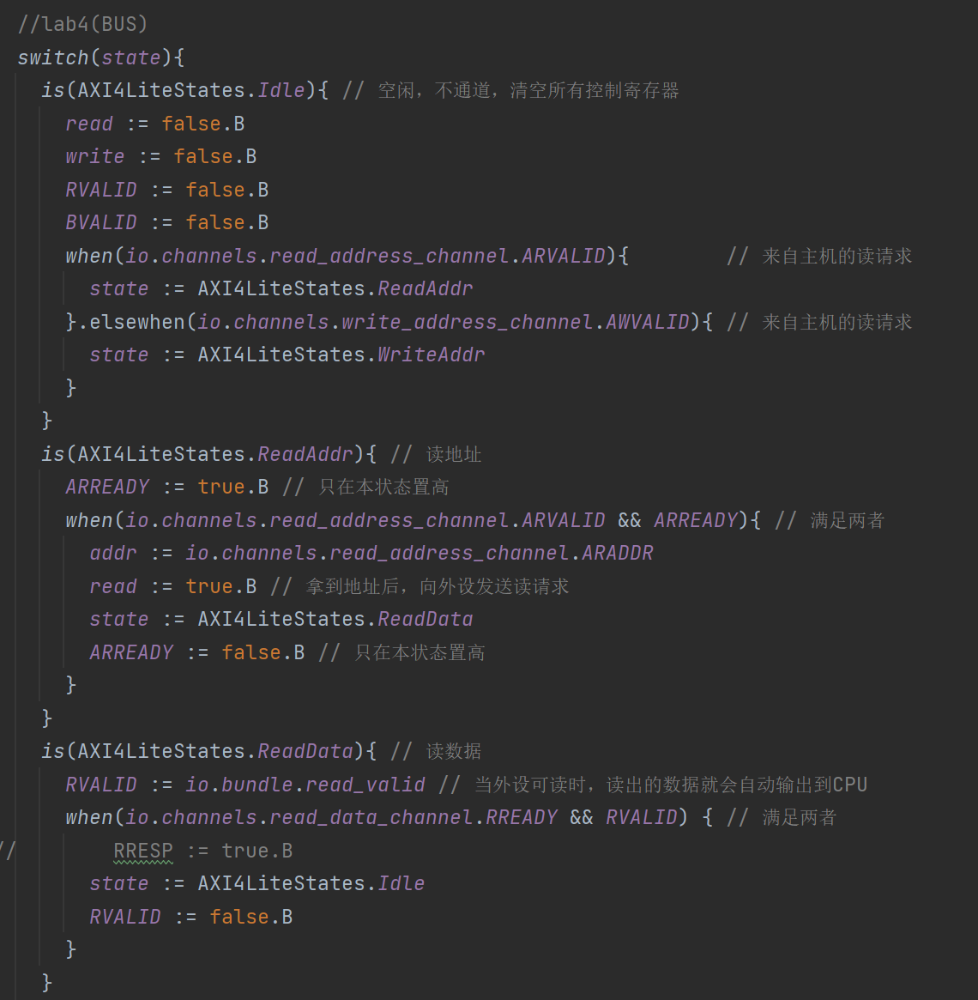 //lab4(BUS)
switch(state){
  is(AXI4LiteStates.Idle){ // 空闲，不通道，清空所有控制寄存器
    read := false.B
    write := false.B
    RVALID := false.B
    BVALID := false.B
    when(io.channels.read_address_channel.ARVALID){        // 来自主机的读请求
      state := AXI4LiteStates.ReadAddr
    }.elsewhen(io.channels.write_address_channel.AWVALID){ // 来自主机的读请求
      state := AXI4LiteStates.WriteAddr
    }
  }
  is(AXI4LiteStates.ReadAddr){ // 读地址
    ARREADY := true.B // 只在本状态置高
    when(io.channels.read_address_channel.ARVALID && ARREADY){ // 满足两者
      addr := io.channels.read_address_channel.ARADDR
      read := true.B // 拿到地址后，向外设发送读请求
      state := AXI4LiteStates.ReadData
      ARREADY := false.B // 只在本状态置高
    }
  }
  is(AXI4LiteStates.ReadData){ // 读数据
    RVALID := io.bundle.read_valid // 当外设可读时，读出的数据就会自动输出到CPU
    when(io.channels.read_data_channel.RREADY && RVALID) { // 满足两者
//        RRESP := true.B
      state := AXI4LiteStates.Idle
      RVALID := false.B
    }
  }